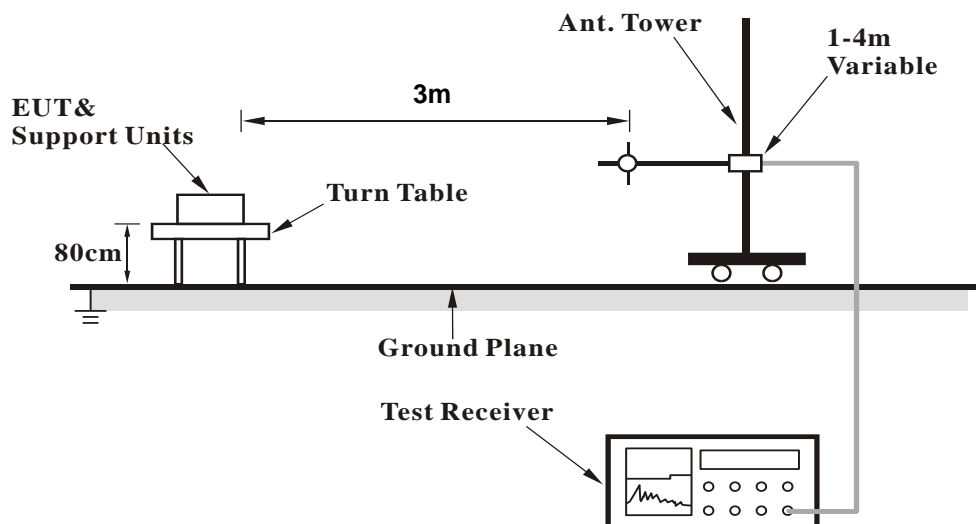 Ant. Tower
1-4m
Variable
3m
EUT&
Support Units
Turn Table
80cm
Ground Plane
Test Receiver